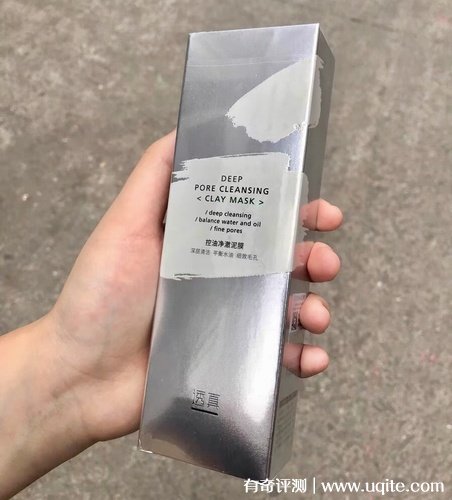 DEEP
PORE CLEANSING
< CLAY MASK >
/ deep cleansing
/ balance water and oil
/ fine pores
控油净澈泥膜
深层清洁 平衡水油 细致毛孔
透真
有奇评测 | www.uqite.com